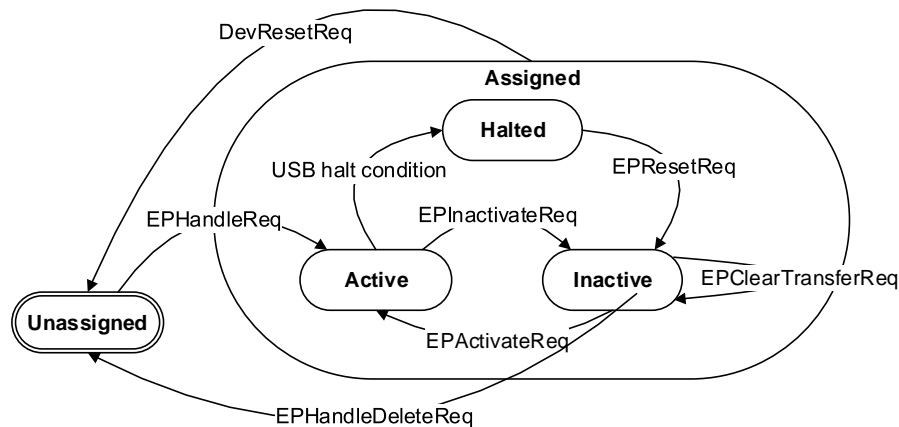 DevResetReq
Assigned
Halted
USB halt condition
EPResetReq
EPHandleReq
EPInactivateReq
Active
Inactive
EPClearTransferReq
Unassigned
EPActivateReq
EPHandleDeleteReq